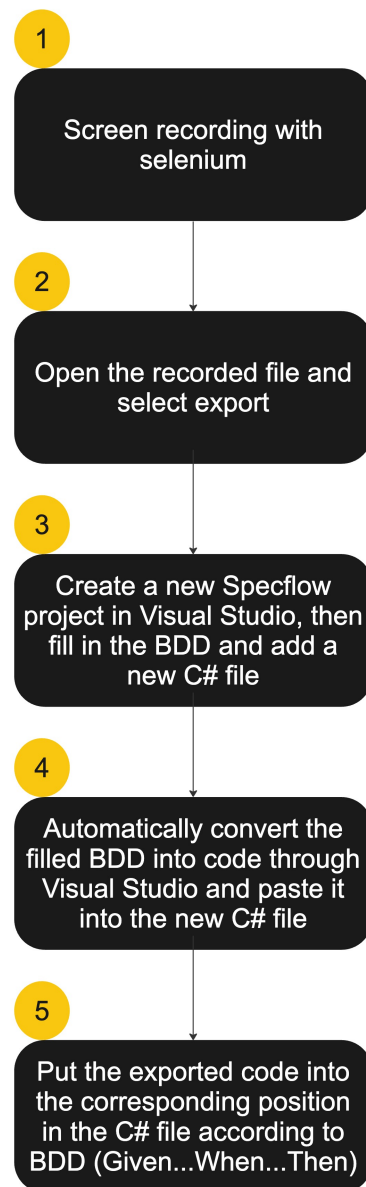 1
Screen recording with
selenium
2
Open the recorded file and
select export
3
Create a new Specflow
project in Visual Studio, then
fill in the BDD and add a
new C# file
4
Automatically convert the
filled BDD into code through
Visual Studio and paste it
into the new C# file
5
Put the exported code into
the corresponding position
in the C# file according to
BDD (Given...When...Then)